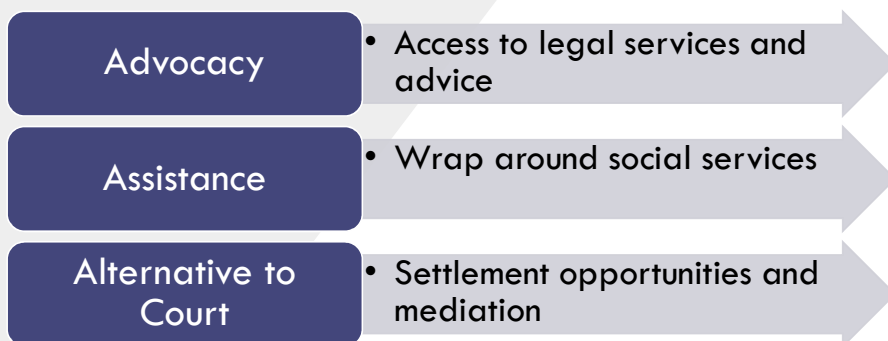 Advocacy
• Access to legal services and
advice
Assistance
• Wrap around social services
Alternative to
Court
• Settlement opportunities and
mediation